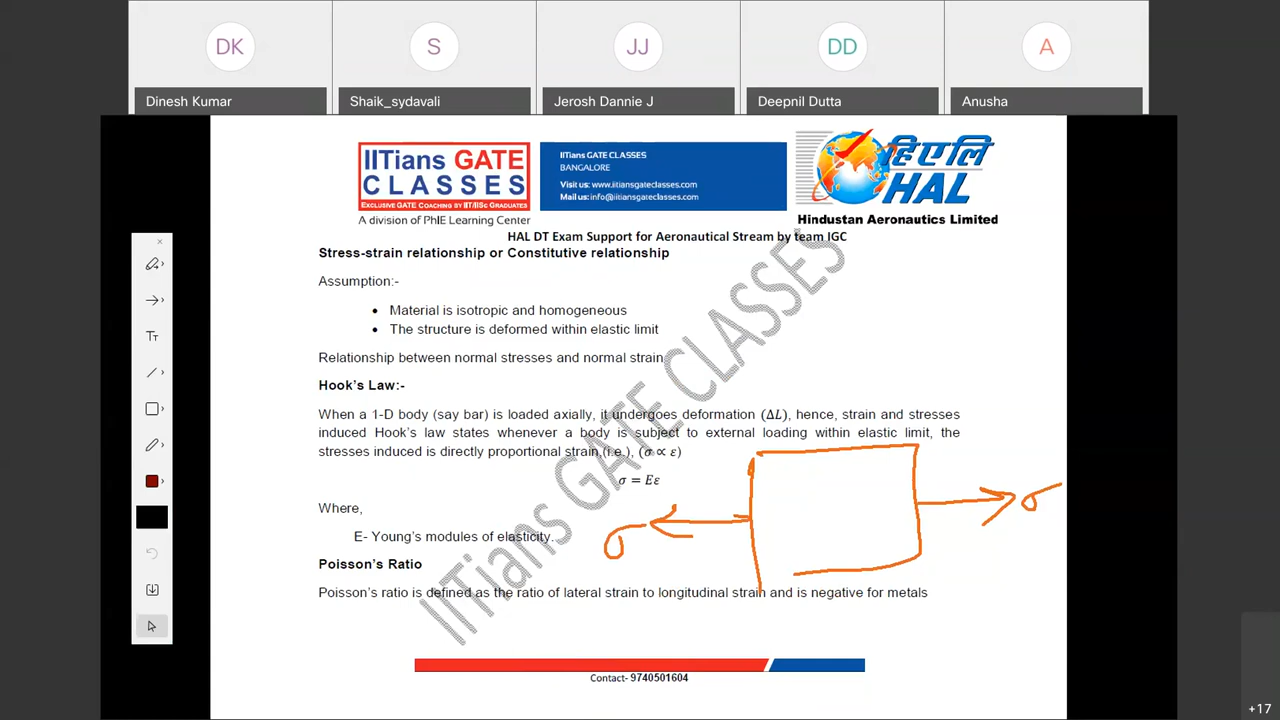 DK
S
JJ
DD
A
Dinesh Kumar
Shaik_sydavali
Jerosh Dannie J
Deepnil Dutta
Anusha
IITians GATE
CLASSES
EXCLUSIVE GATE COACHING BY IIT/IISc GRADUATES
A division of PhIE Learning Center
IITians GATE CLASSES
BANGALORE
Visit us: www.iitiansgateclasses.com
Mail us: info@iitiansgateclasses.com
हिएलि
HAL
Hindustan Aeronautics Limited
HAL DT Exam Support for Aeronautical Stream by team IGC
Stress-strain relationship or Constitutive relationship
Assumption:-
• Material is isotropic and homogeneous
• The structure is deformed within elastic limit
Relationship between normal stresses and normal strain
Hook's Law:-
When a 1-D body (say bar) is loaded axially, it undergoes deformation (ΔL), hence, strain and stresses
induced Hook's law states whenever a body is subject to external loading within elastic limit, the
stresses induced is directly proportional strain,(i.e.), (σ ∝ ε)
σ = Eε
σ
σ
Where,
E- Young's modules of elasticity.
Poisson's Ratio
Poisson's ratio is defined as the ratio of lateral strain to longitudinal strain and is negative for metals
IITians GATE CLASSES
Contact- 9740501604
Tт
+17